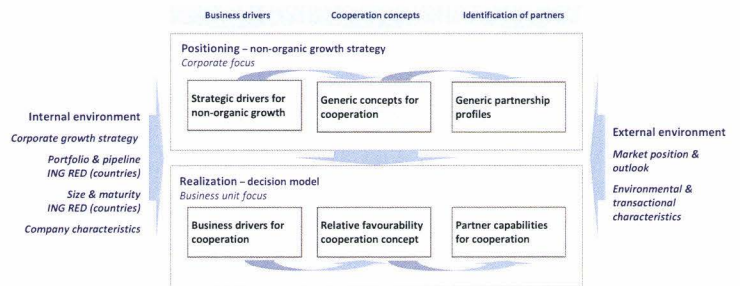 Business drivers
Cooperation concepts
Identification of partners
Positioning – non-organic growth strategy
Corporate focus
Strategic drivers for
non-organic growth
Generic concepts for
cooperation
Generic partnership
profiles
Internal environment
Corporate growth strategy
Portfolio & pipeline
ING RED (countries)
Size & maturity
ING RED (countries)
Company characteristics
External environment
Market position &
outlook
Environmental &
transactional
characteristics
Realization – decision model
Business unit focus
Business drivers for
cooperation
Relative favourability
cooperation concept
Partner capabilities
for cooperation